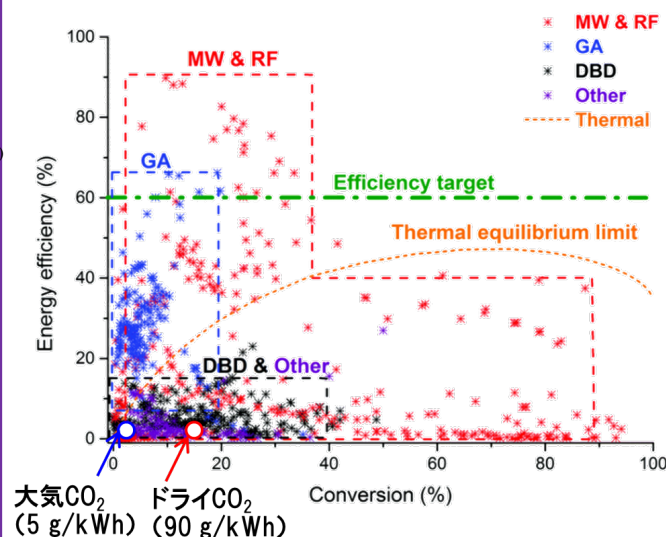 100
80
60
40
20
0
Energy efficiency (%)
MW & RF
GA
DBD
Other
Thermal
MW & RF
GA
Efficiency target
Thermal equilibrium limit
DBD & Other
0 20 40 60 80 100
Conversion (%)
大気CO₂
(5 g/kWh)
ドライCO₂
(90 g/kWh)